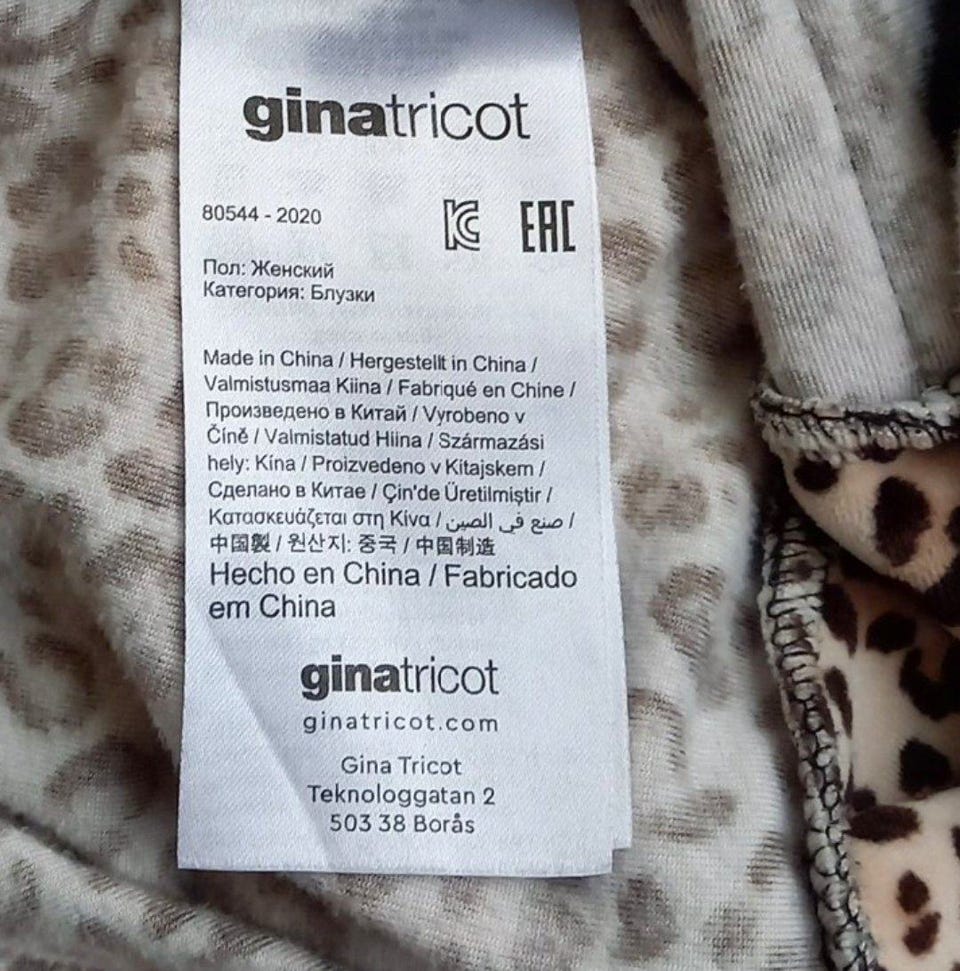 ginatricot
80544 - 2020
EAC
Пол: Женский
Категория: Блузки
Made in China / Hergestellt in China /
Valmistusmaa Kiina / Fabriqué en Chine /
Произведено в Китай / Vyrobeno v
Číně / Valmistatud Hiina / Származási
hely: Kína / Proizvedeno v Kitajskem /
Сделано в Китае / Çin'de Üretilmiştir /
Κατασκευάζεται στη Κίνα / صنع في الصين /
中国製 / 원산지: 중국 / 中国制造
Hecho en China / Fabricado
em China
ginatricot
ginatricot.com
Gina Tricot
Teknologgatan 2
503 38 Borås